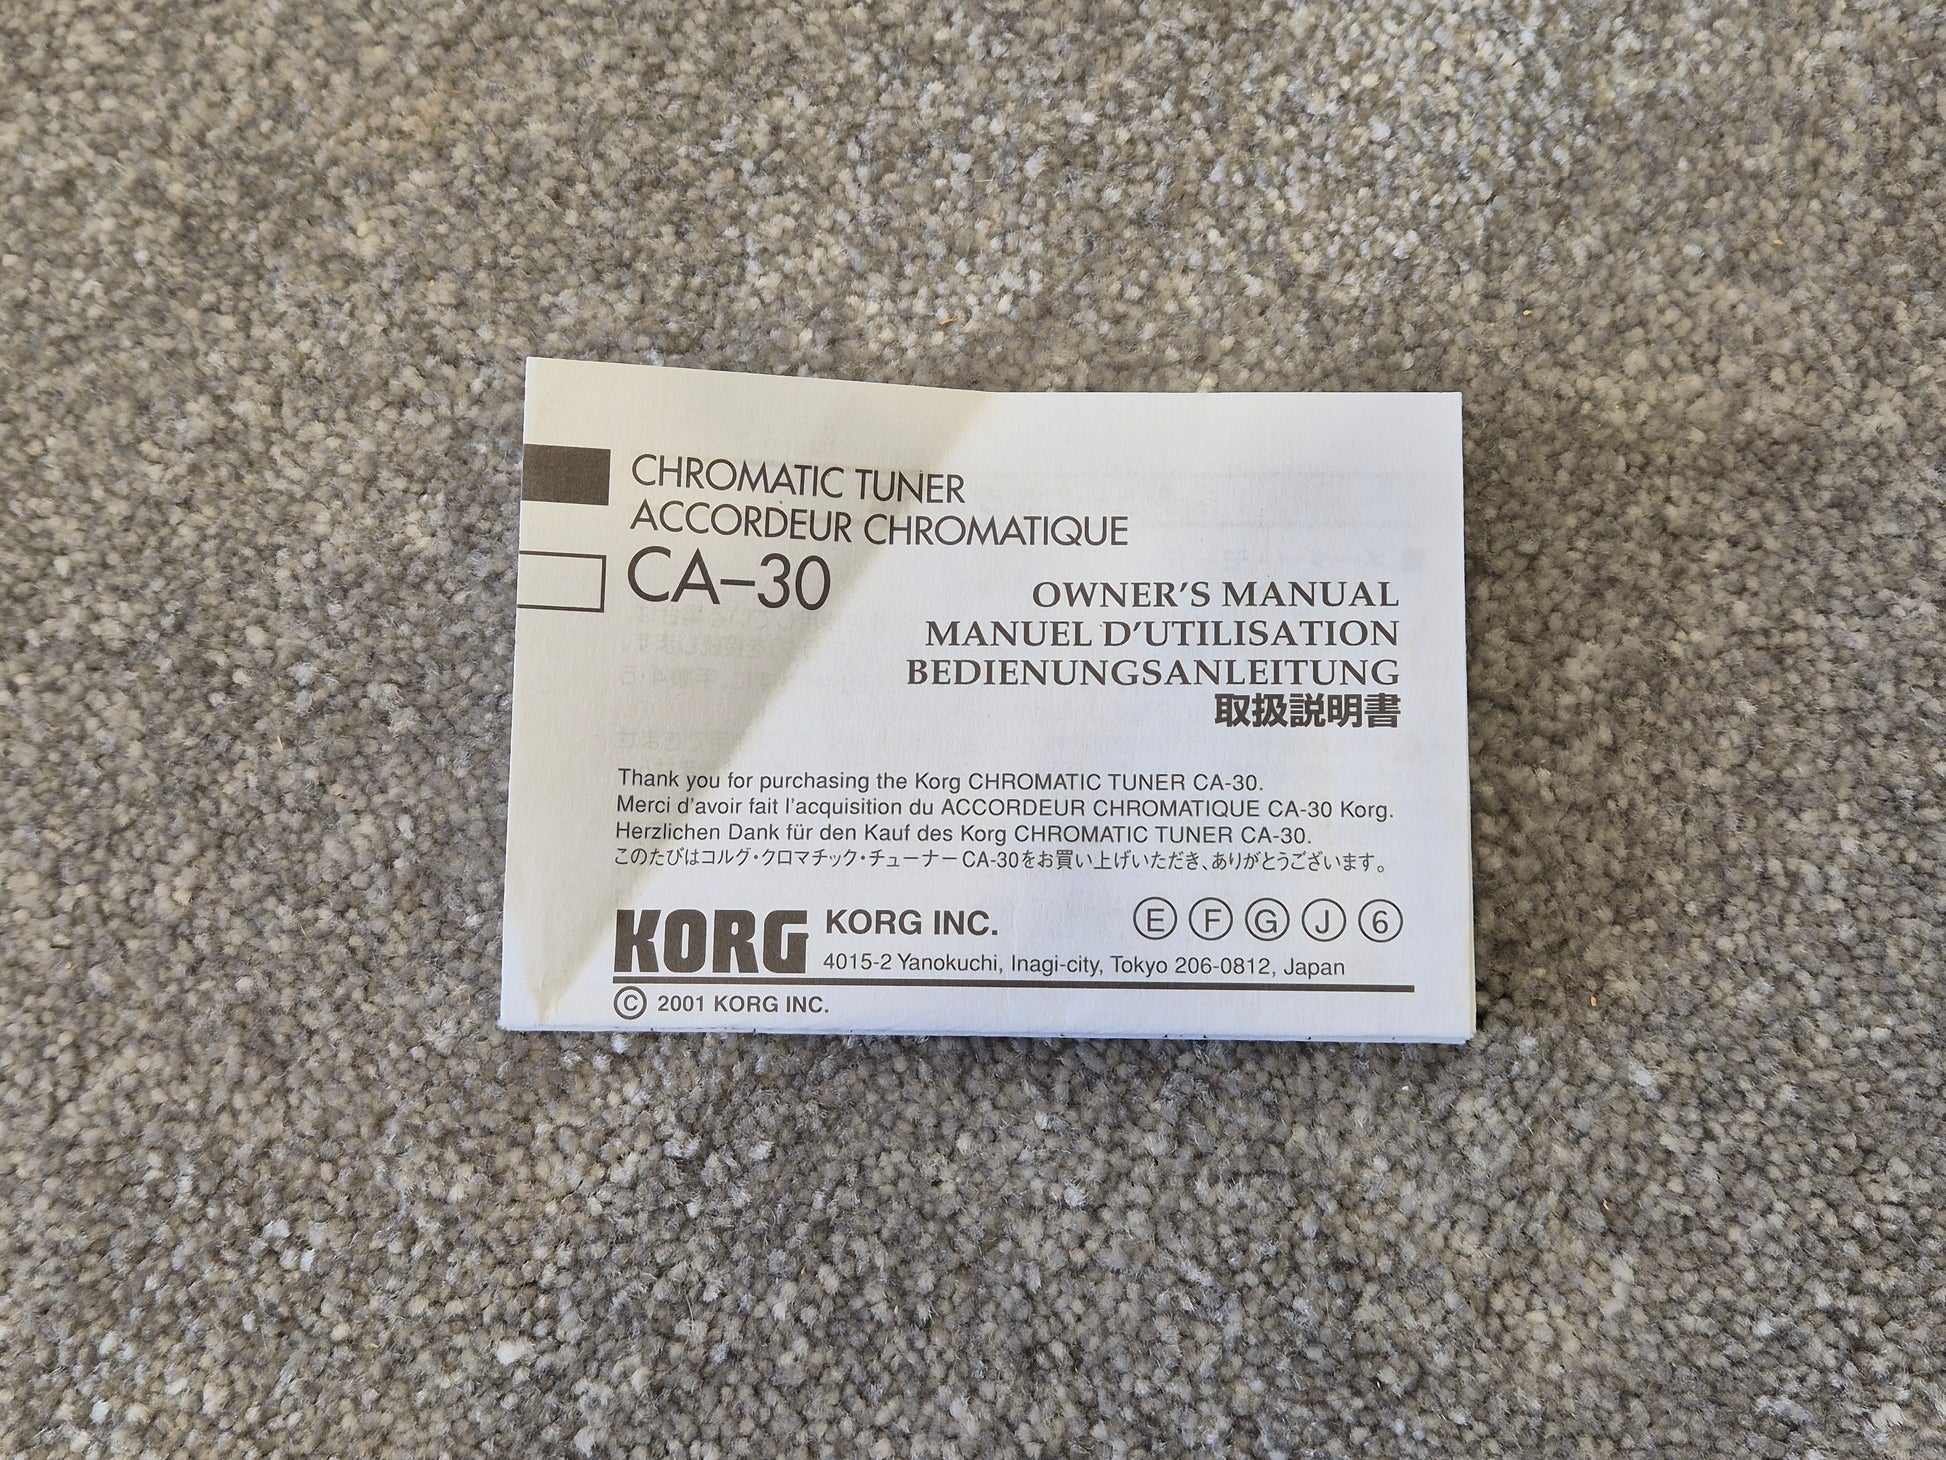 CHROMATIC TUNER
ACCORDEUR CHROMATIQUE
CA–30
OWNER'S MANUAL
MANUEL D'UTILISATION
BEDIENUNGSANLEITUNG
取扱説明書
Thank you for purchasing the Korg CHROMATIC TUNER CA-30.
Merci d'avoir fait l'acquisition du ACCORDEUR CHROMATIQUE CA-30 Korg.
Herzlichen Dank für den Kauf des Korg CHROMATIC TUNER CA-30.
このたびはコルグ・クロマチック・チューナーCA-30をお買い上げいただき、ありがとうございます。
KORG KORG INC. Ⓔ Ⓕ Ⓖ Ⓙ ⑥
4015-2 Yanokuchi, Inagi-city, Tokyo 206-0812, Japan
© 2001 KORG INC.